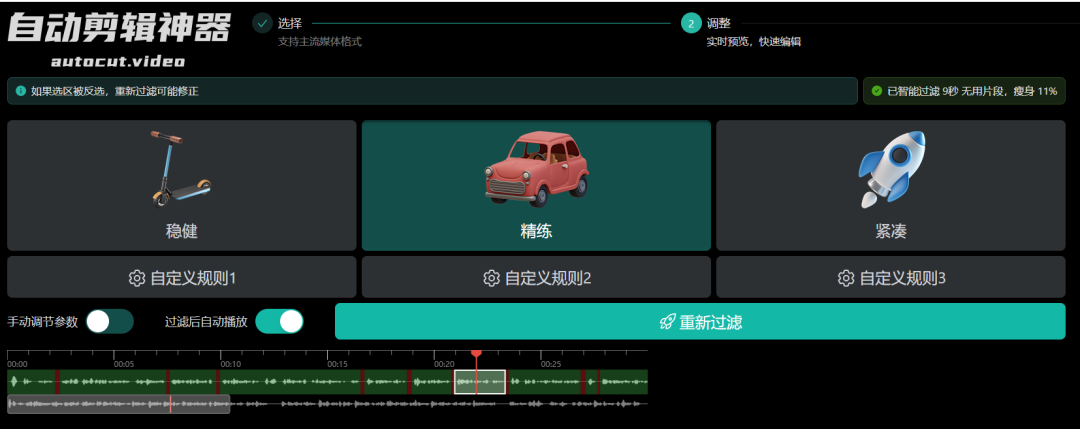 自动剪辑神器
autocut.video
选择
支持主流媒体格式
2 调整
实时预览，快速编辑
如果选区被反选，重新过滤可能修正
已智能过滤 9秒 无用片段，瘦身 11%
稳健
精练
紧凑
自定义规则1
自定义规则2
自定义规则3
手动调节参数
过滤后自动播放
重新过滤
00:00
00:05
00:10
00:15
00:20
00:25